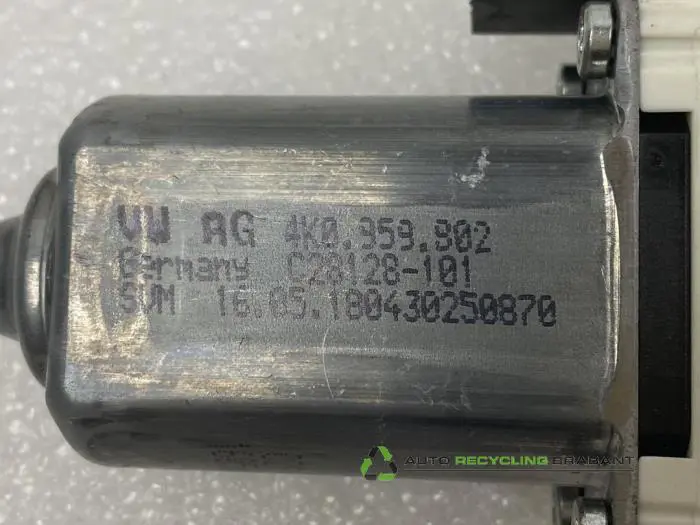 VW AG 4K0.959.802
Germany C28128-101
SVM 16.05.180430250870
AUTO RECYCLING BRABANT